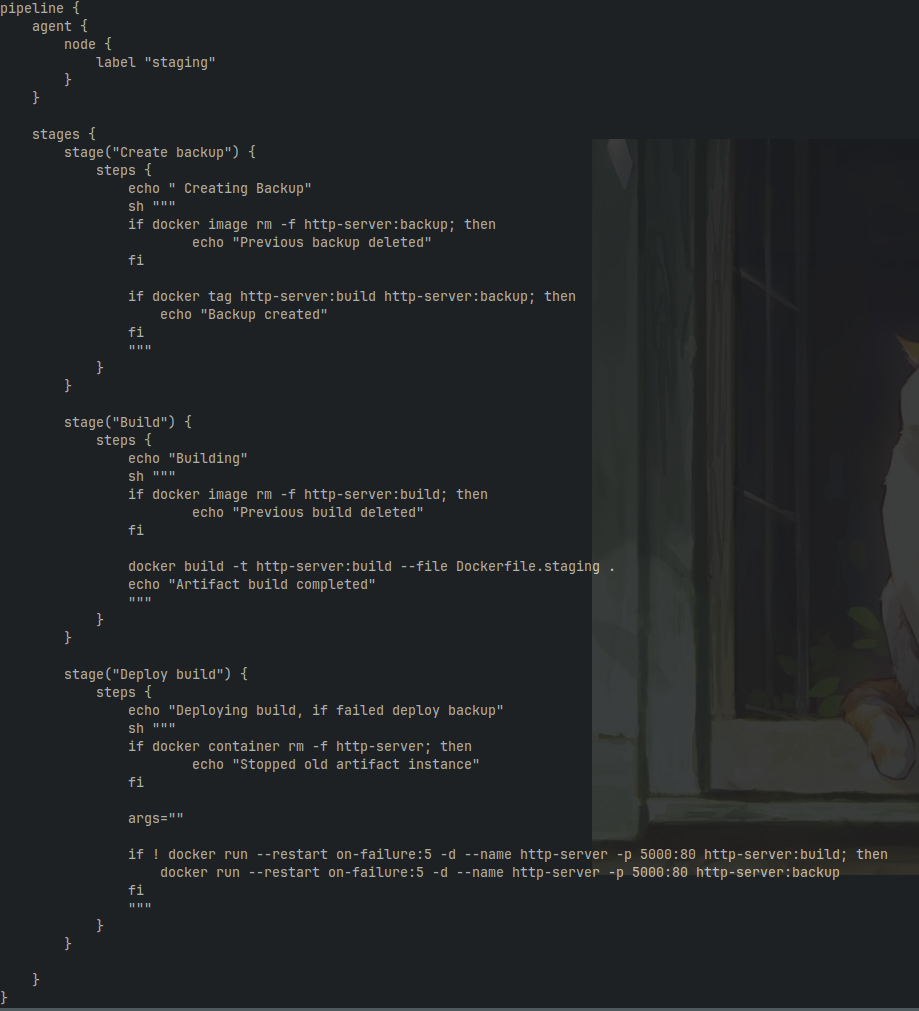 pipeline {
    agent {
        node {
            label "staging"
        }
    }

    stages {
        stage("Create backup") {
            steps {
                echo " Creating Backup"
                sh """
                if docker image rm -f http-server:backup; then
                        echo "Previous backup deleted"
                fi

                if docker tag http-server:build http-server:backup; then
                    echo "Backup created"
                fi
                """
            }
        }

        stage("Build") {
            steps {
                echo "Building"
                sh """
                if docker image rm -f http-server:build; then
                        echo "Previous build deleted"
                fi

                docker build -t http-server:build --file Dockerfile.staging .
                echo "Artifact build completed"
                """
            }
        }

        stage("Deploy build") {
            steps {
                echo "Deploying build, if failed deploy backup"
                sh """
                if docker container rm -f http-server; then
                        echo "Stopped old artifact instance"
                fi

                args=""

                if ! docker run --restart on-failure:5 -d --name http-server -p 5000:80 http-server:build; then
                    docker run --restart on-failure:5 -d --name http-server -p 5000:80 http-server:backup
                fi
                """
            }
        }

    }
}